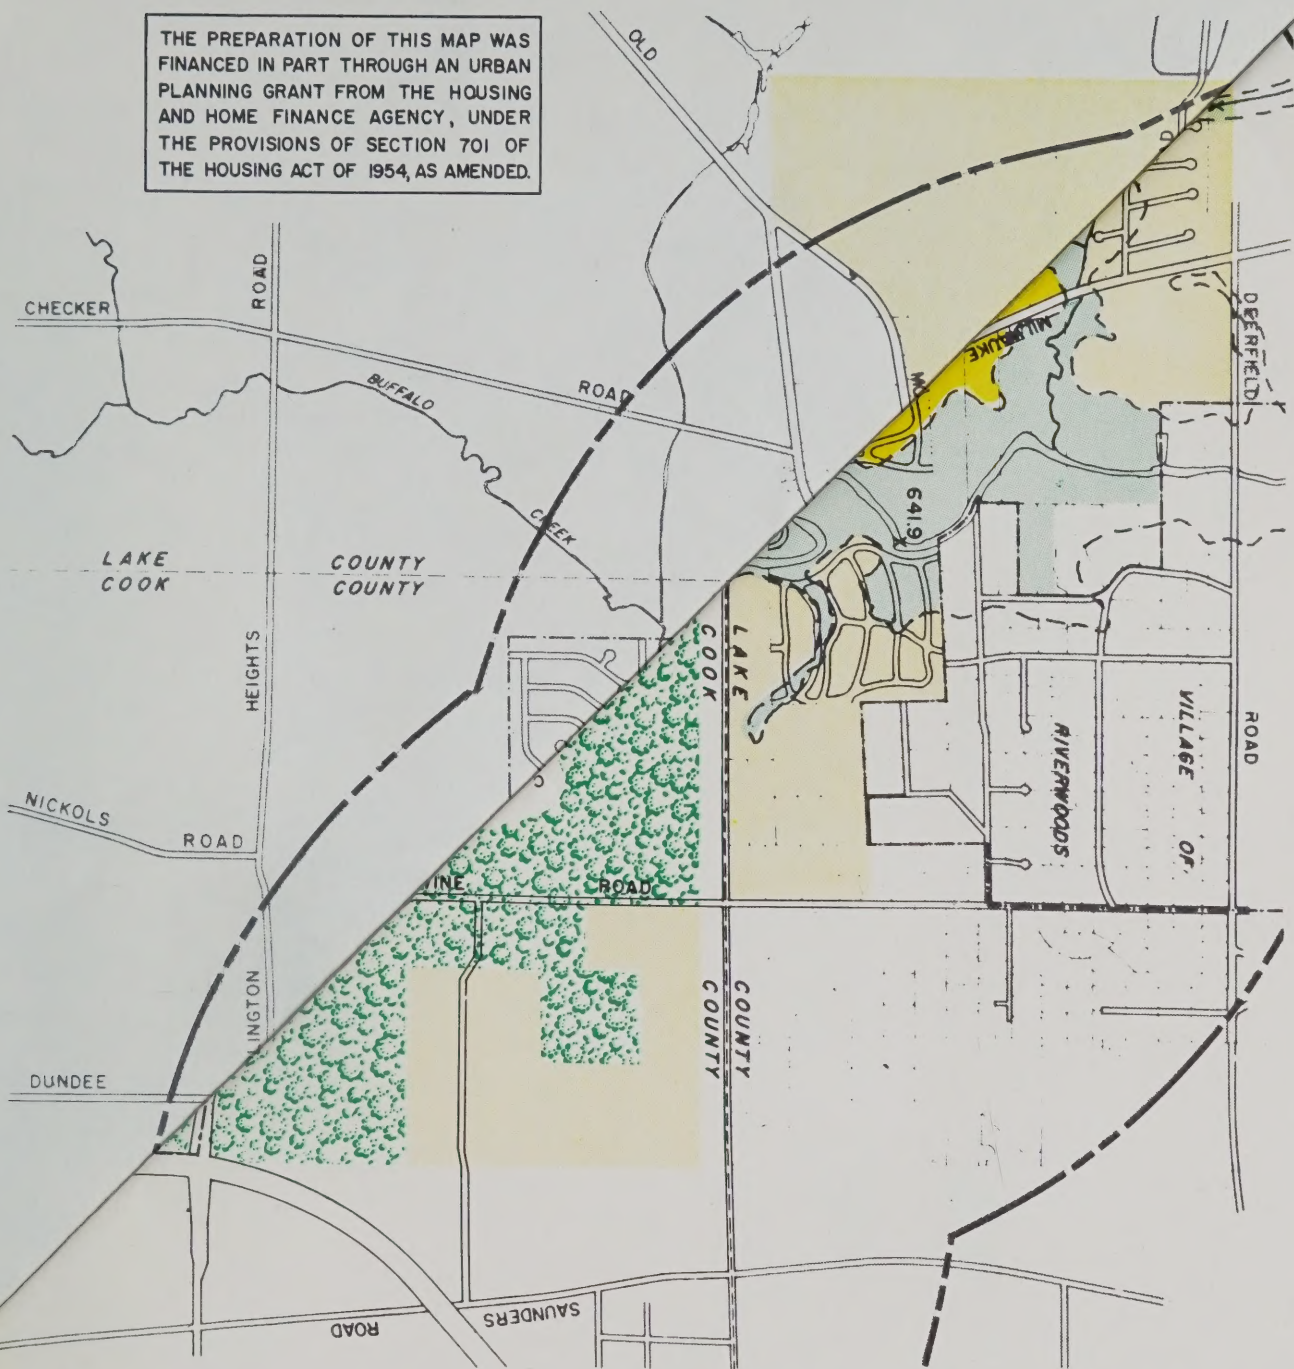 THE PREPARATION OF THIS MAP WAS
FINANCED IN PART THROUGH AN URBAN
PLANNING GRANT FROM THE HOUSING
AND HOME FINANCE AGENCY, UNDER
THE PROVISIONS OF SECTION 701 OF
THE HOUSING ACT OF 1954, AS AMENDED.
OLD
CHECKER
ROAD
ROAD
BUFFALO
CREEK
LAKE COUNTY
COOK COUNTY
HEIGHTS
NICKOLS
ROAD
LINGTON
DUNDEE
MILWAUKE
DEERFIELD
ROAD
641.9
LAKE
COOK
VILLAGE OF
RIVERWOODS
VINE ROAD
COUNTY
COUNTY
SAUNDERS
ROAD